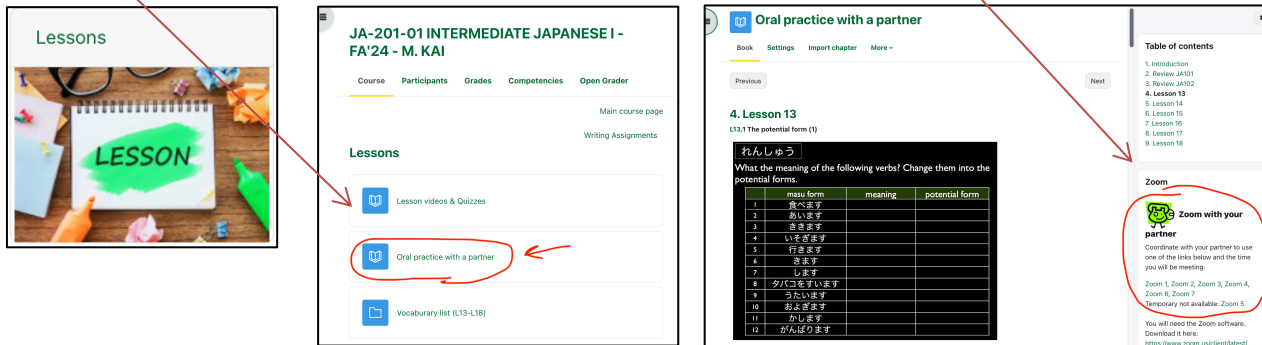 Lessons
LESSON
JA-201-01 INTERMEDIATE JAPANESE I -
FA'24 - M. KAI
Course Participants Grades Competencies Open Grader
Main course page
Writing Assignments
Lessons
Lesson videos & Quizzes
Oral practice with a partner
Vocaburary list (L13-L18)
Oral practice with a partner
Book Settings Import chapter More
Previous Next
4. Lesson 13
L13.1 The potential form (1)
れんしゅう
What the meaning of the following verbs? Change them into the
potential forms.
masu form meaning potential form
1 食べます
2 あいます
3 ききます
4 いそぎます
5 行きます
6 きます
7 します
8 タバコをすいます
9 うたいます
10 およぎます
11 かします
12 がんばります
Table of contents
1. Introduction
2. Review JA101
3. Review JA102
4. Lesson 13
5. Lesson 14
6. Lesson 15
7. Lesson 16
8. Lesson 17
9. Lesson 18
Zoom
Zoom with your
partner
Coordinate with your partner to use
one of the links below and the time
you will be meeting.
Zoom 1, Zoom 2, Zoom 3, Zoom 4,
Zoom 6, Zoom 7
Temporary not available: Zoom 5
You will need the Zoom software.
Download it here:
https://www.zoom.us/client/latest/